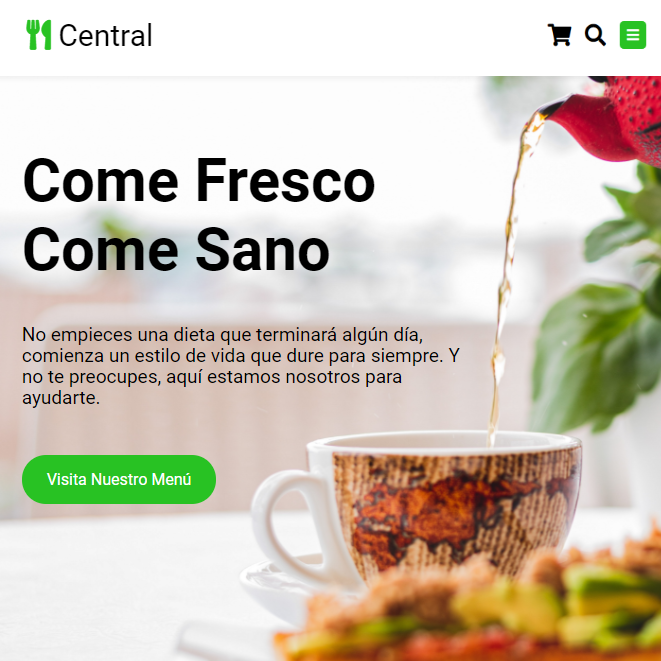 Central
Come Fresco
Come Sano
No empieces una dieta que terminará algún día,
comienza un estilo de vida que dure para siempre. Y
no te preocupes, aquí estamos nosotros para
ayudarte.
Visita Nuestro Menú